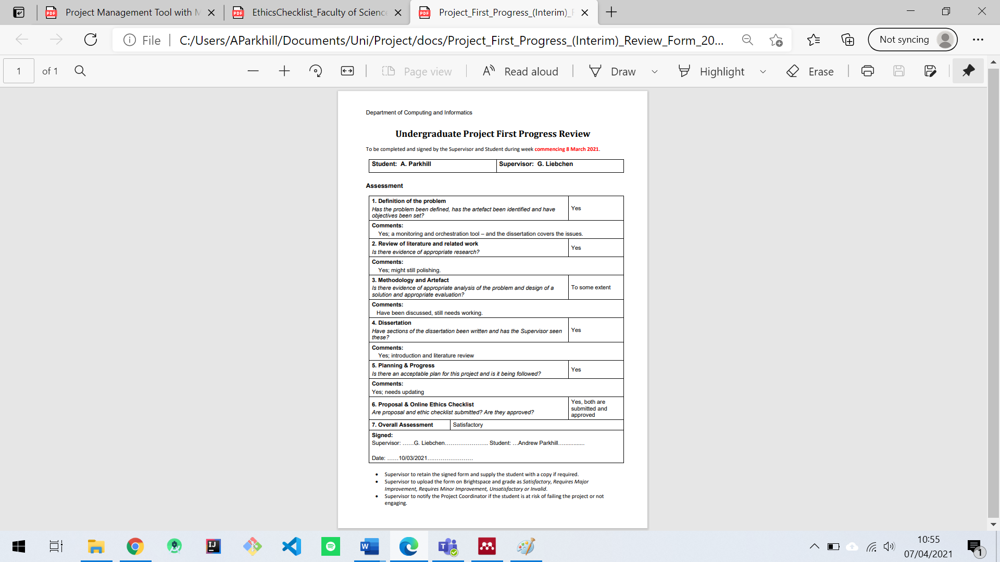 Project Management Tool with M
EthicsChecklist_Faculty of Science
Project_First_Progress_(Interim)_F
File
C:/Users/AParkhill/Documents/Uni/Project/docs/Project_First_Progress_(Interim)_Review_Form_20...
Not syncing
1 of 1
Page view
Read aloud
Draw
Highlight
Erase
Department of Computing and Informatics
Undergraduate Project First Progress Review
To be completed and signed by the Supervisor and Student during week commencing 8 March 2021.
Student: A. Parkhill
Supervisor: G. Liebchen
Assessment
1. Definition of the problem
Has the problem been defined, has the artefact been identified and have
objectives been set?
Yes
Comments:
Yes; a monitoring and orchestration tool – and the dissertation covers the issues.
2. Review of literature and related work
Is there evidence of appropriate research?
Yes
Comments:
Yes; might still polishing.
3. Methodology and Artefact
Is there evidence of appropriate analysis of the problem and design of a
solution and appropriate evaluation?
To some extent
Comments:
Have been discussed, still needs working.
4. Dissertation
Have sections of the dissertation been written and has the Supervisor seen
these?
Yes
Comments:
Yes; introduction and literature review
5. Planning & Progress
Is there an acceptable plan for this project and is it being followed?
Yes
Comments:
Yes; needs updating
6. Proposal & Online Ethics Checklist
Are proposal and ethic checklist submitted? Are they approved?
Yes, both are
submitted and
approved
7. Overall Assessment
Satisfactory
Signed:
Supervisor: ……G. Liebchen………………….. Student: …Andrew Parkhill…............
Date: ……10/03/2021……………………
• Supervisor to retain the signed form and supply the student with a copy if required.
• Supervisor to upload the form on Brightspace and grade as Satisfactory, Requires Major
Improvement, Requires Minor Improvement, Unsatisfactory or Invalid.
• Supervisor to notify the Project Coordinator if the student is at risk of failing the project or not
engaging.
10:55
07/04/2021
1